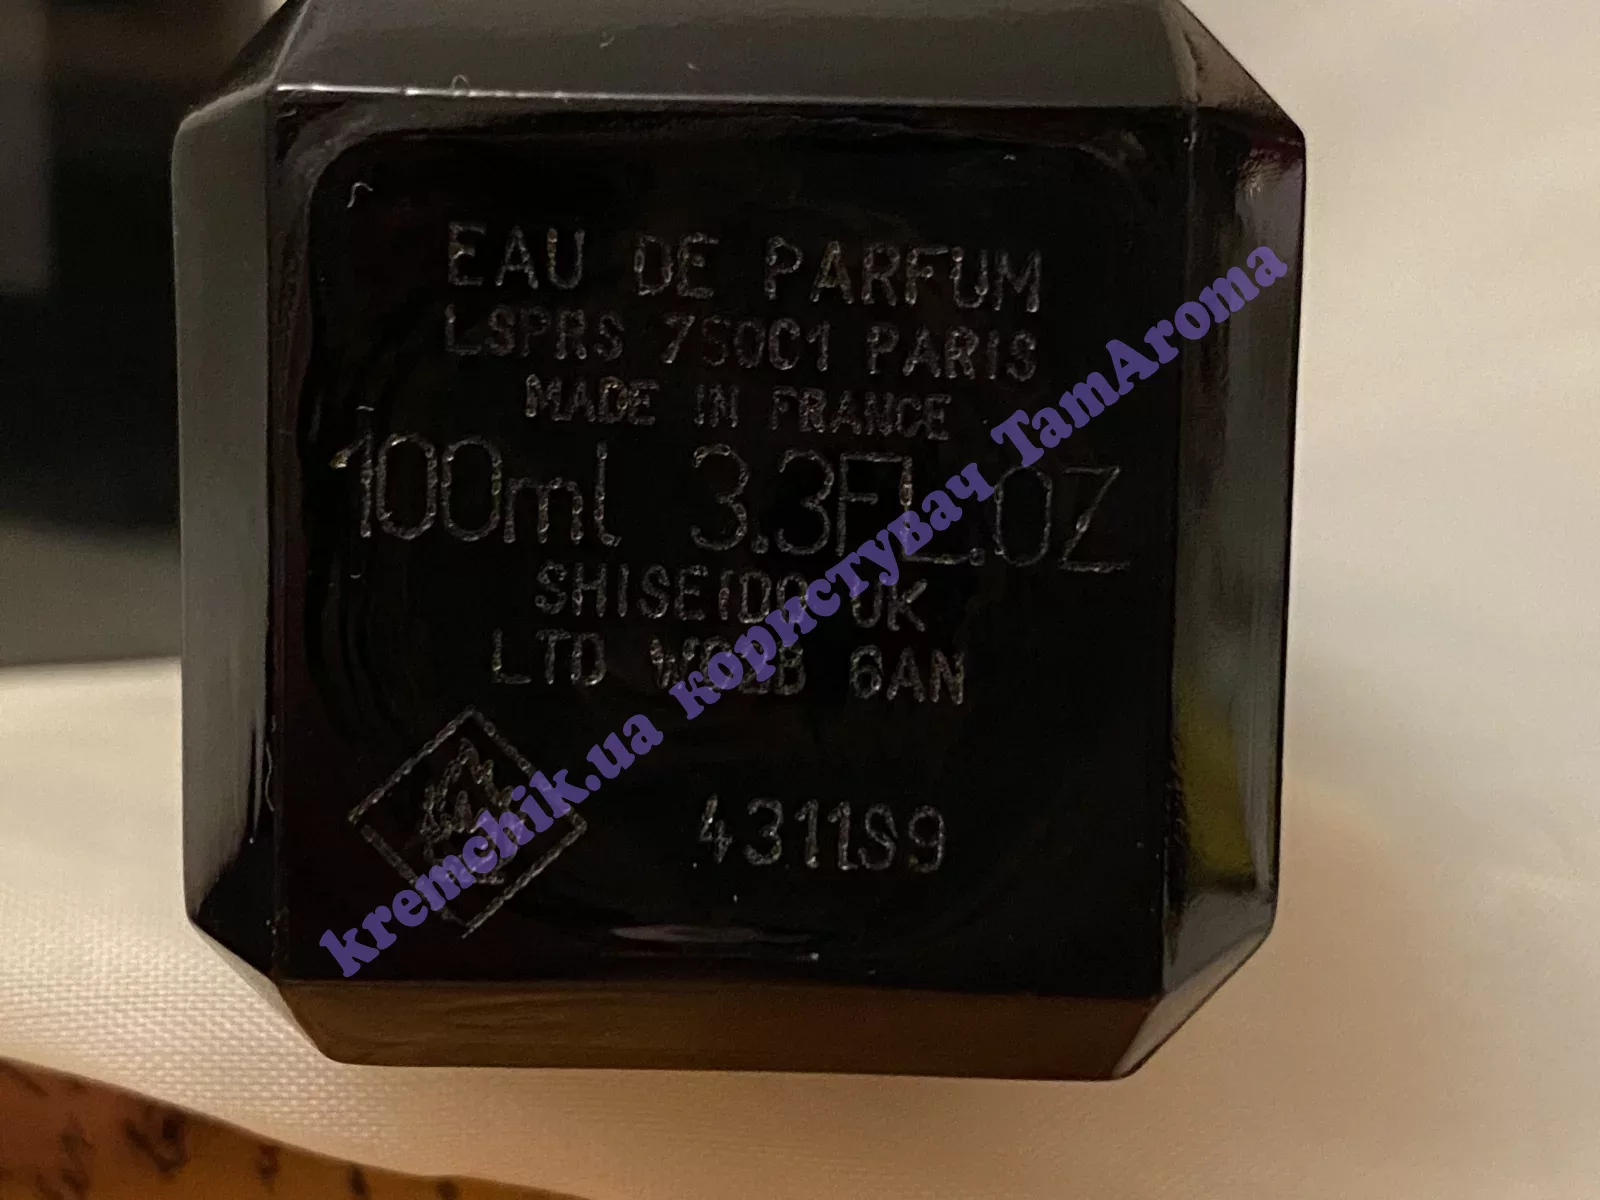 EAU DE PARFUM
LSPRS 75001 PARIS
MADE IN FRANCE
100ml 3.3FL.OZ
SHISEIDO UK
LTD 6AN
4311S9
kremchik.ua користувач TamAroma